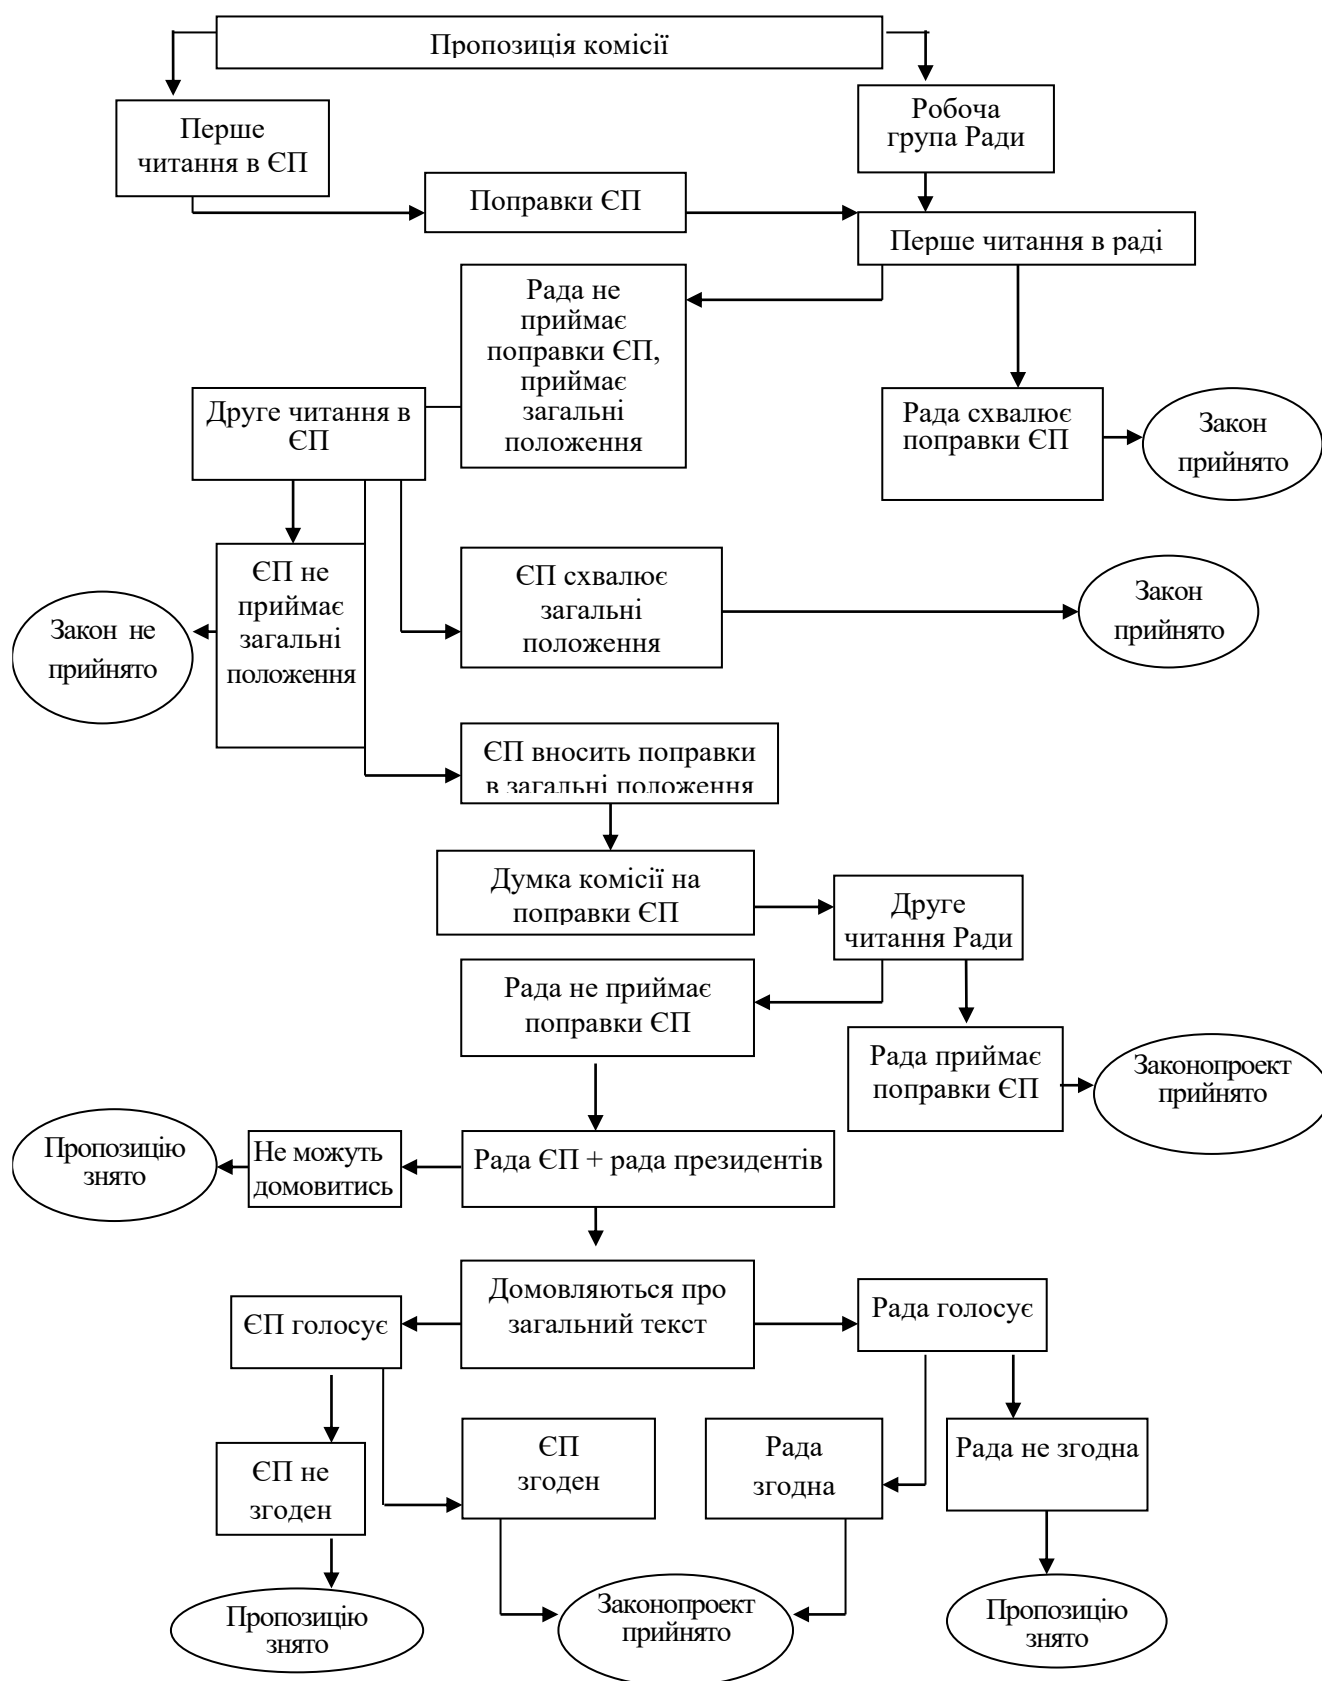 Пропозиція комісії
Перше
читання в ЄП
Робоча
група Ради
Поправки ЄП
Перше читання в раді
Рада не
приймає
поправки ЄП,
приймає
загальні
положення
Друге читання в
ЄП
Рада схвалює
поправки ЄП
Закон
прийнято
ЄП не
приймає
загальні
положення
ЄП схвалює
загальні
положення
Закон
прийнято
Закон не
прийнято
ЄП вносить поправки
в загальні положення
Думка комісії на
поправки ЄП
Друге
читання Ради
Рада не приймає
поправки ЄП
Рада приймає
поправки ЄП
Законопроект
прийнято
Пропозицію
знято
Не можуть
домовитись
Рада ЄП + рада президентів
Домовляються про
загальний текст
ЄП голосує
Рада голосує
ЄП не
згоден
ЄП
згоден
Рада
згодна
Рада не згодна
Пропозицію
знято
Законопроект
прийнято
Пропозицію
знято